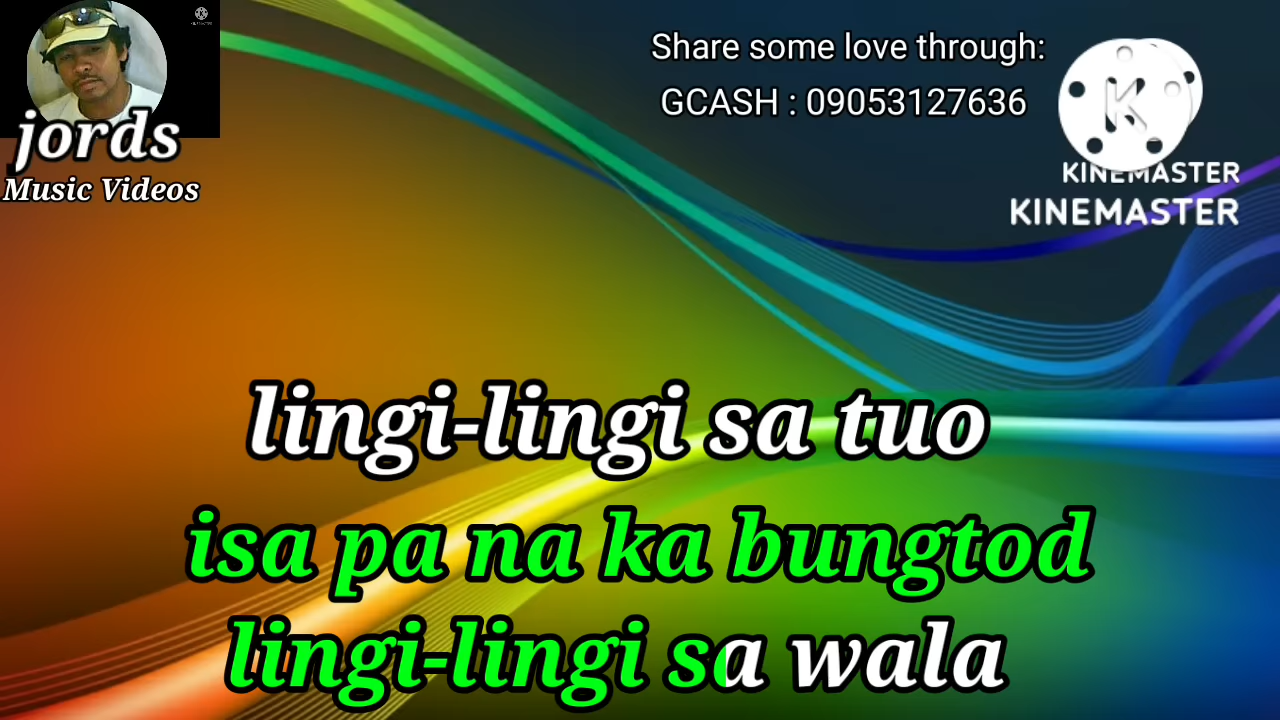 jords
Music Videos
Share some love through:
GCASH : 09053127636
KINEMASTER
KINEMASTER
lingi-lingi sa tuo
isa pa na ka bungtod
lingi-lingi sa wala